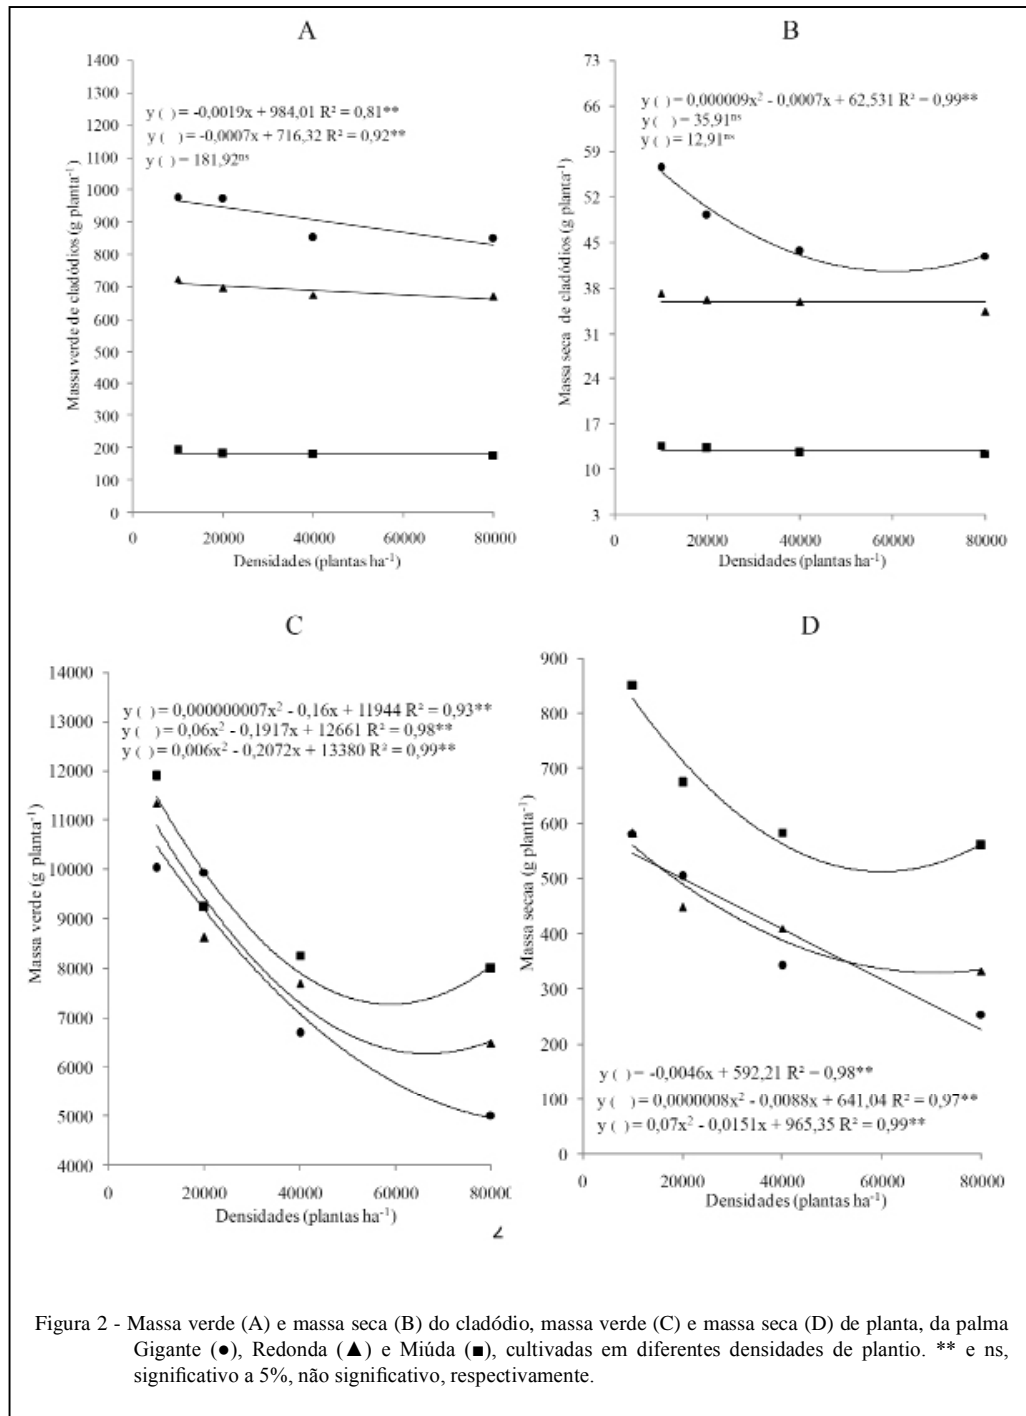 A
1400
1300
1200
1100
1000
900
800
700
600
500
400
300
200
100
0
Massa verde de cladódios (g planta⁻¹)
y ( ) = -0,0019x + 984,01 R² = 0,81**
y ( ) = -0,0007x + 716,32 R² = 0,92**
y ( ) = 181,92ⁿˢ
0 20000 40000 60000 80000
Densidades (plantas ha⁻¹)
B
73
66
59
52
45
38
31
24
17
10
3
Massa seca de cladódios (g planta⁻¹)
y ( ) = 0,000009x² - 0,0007x + 62,531 R² = 0,99**
y ( ) = 35,91ⁿˢ
y ( ) = 12,91ⁿˢ
0 20000 40000 60000 80000
Densidades (plantas ha⁻¹)
C
14000
13000
12000
11000
10000
9000
8000
7000
6000
5000
4000
Massa verde (g planta⁻¹)
y ( ) = 0,000000007x² - 0,16x + 11944 R² = 0,93**
y ( ) = 0,06x² - 0,1917x + 12661 R² = 0,98**
y ( ) = 0,006x² - 0,2072x + 13380 R² = 0,99**
0 20000 40000 60000 80000
Densidades (plantas ha⁻¹)
D
900
800
700
600
500
400
300
200
100
0
Massa secaa (g planta⁻¹)
y ( ) = -0,0046x + 592,21 R² = 0,98**
y ( ) = 0,0000008x² - 0,0088x + 641,04 R² = 0,97**
y ( ) = 0,07x² - 0,0151x + 965,35 R² = 0,99**
0 20000 40000 60000 80000
Densidades (plantas ha⁻¹)
Figura 2 - Massa verde (A) e massa seca (B) do cladódio, massa verde (C) e massa seca (D) de planta, da palma
Gigante (●), Redonda (▲) e Miúda (■), cultivadas em diferentes densidades de plantio. ** e ns,
significativo a 5%, não significativo, respectivamente.